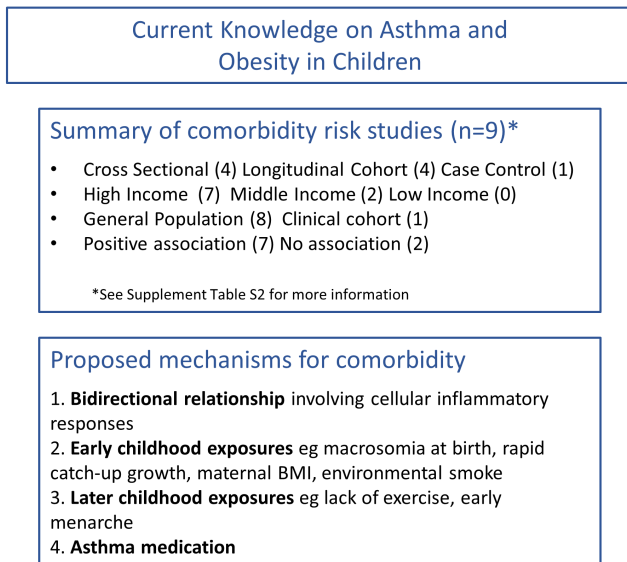 Current Knowledge on Asthma and
Obesity in Children
Summary of comorbidity risk studies (n=9)*
• Cross Sectional (4) Longitudinal Cohort (4) Case Control (1)
• High Income (7) Middle Income (2) Low Income (0)
• General Population (8) Clinical cohort (1)
• Positive association (7) No association (2)
*See Supplement Table S2 for more information
Proposed mechanisms for comorbidity
1. Bidirectional relationship involving cellular inflammatory
responses
2. Early childhood exposures eg macrosomia at birth, rapid
catch-up growth, maternal BMI, environmental smoke
3. Later childhood exposures eg lack of exercise, early
menarche
4. Asthma medication